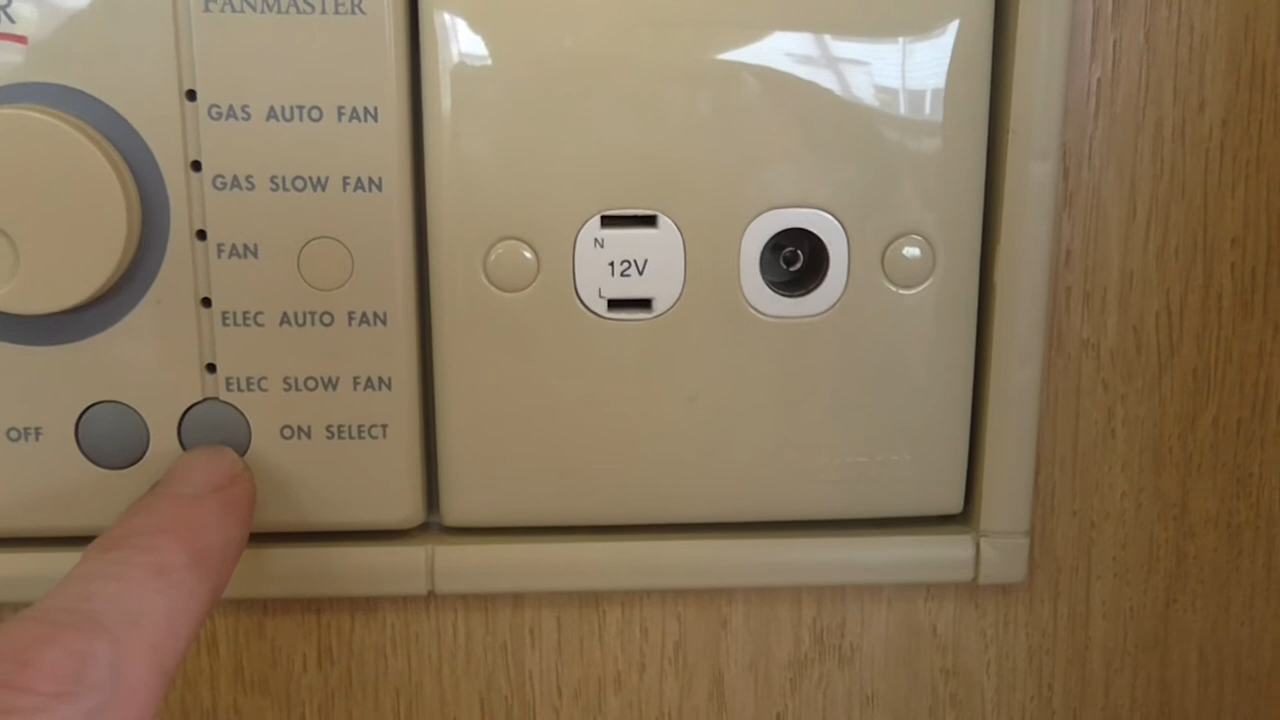 R
FANMASTER
GAS AUTO FAN
GAS SLOW FAN
FAN
ELEC AUTO FAN
ELEC SLOW FAN
OFF
ON SELECT
N
12V
L